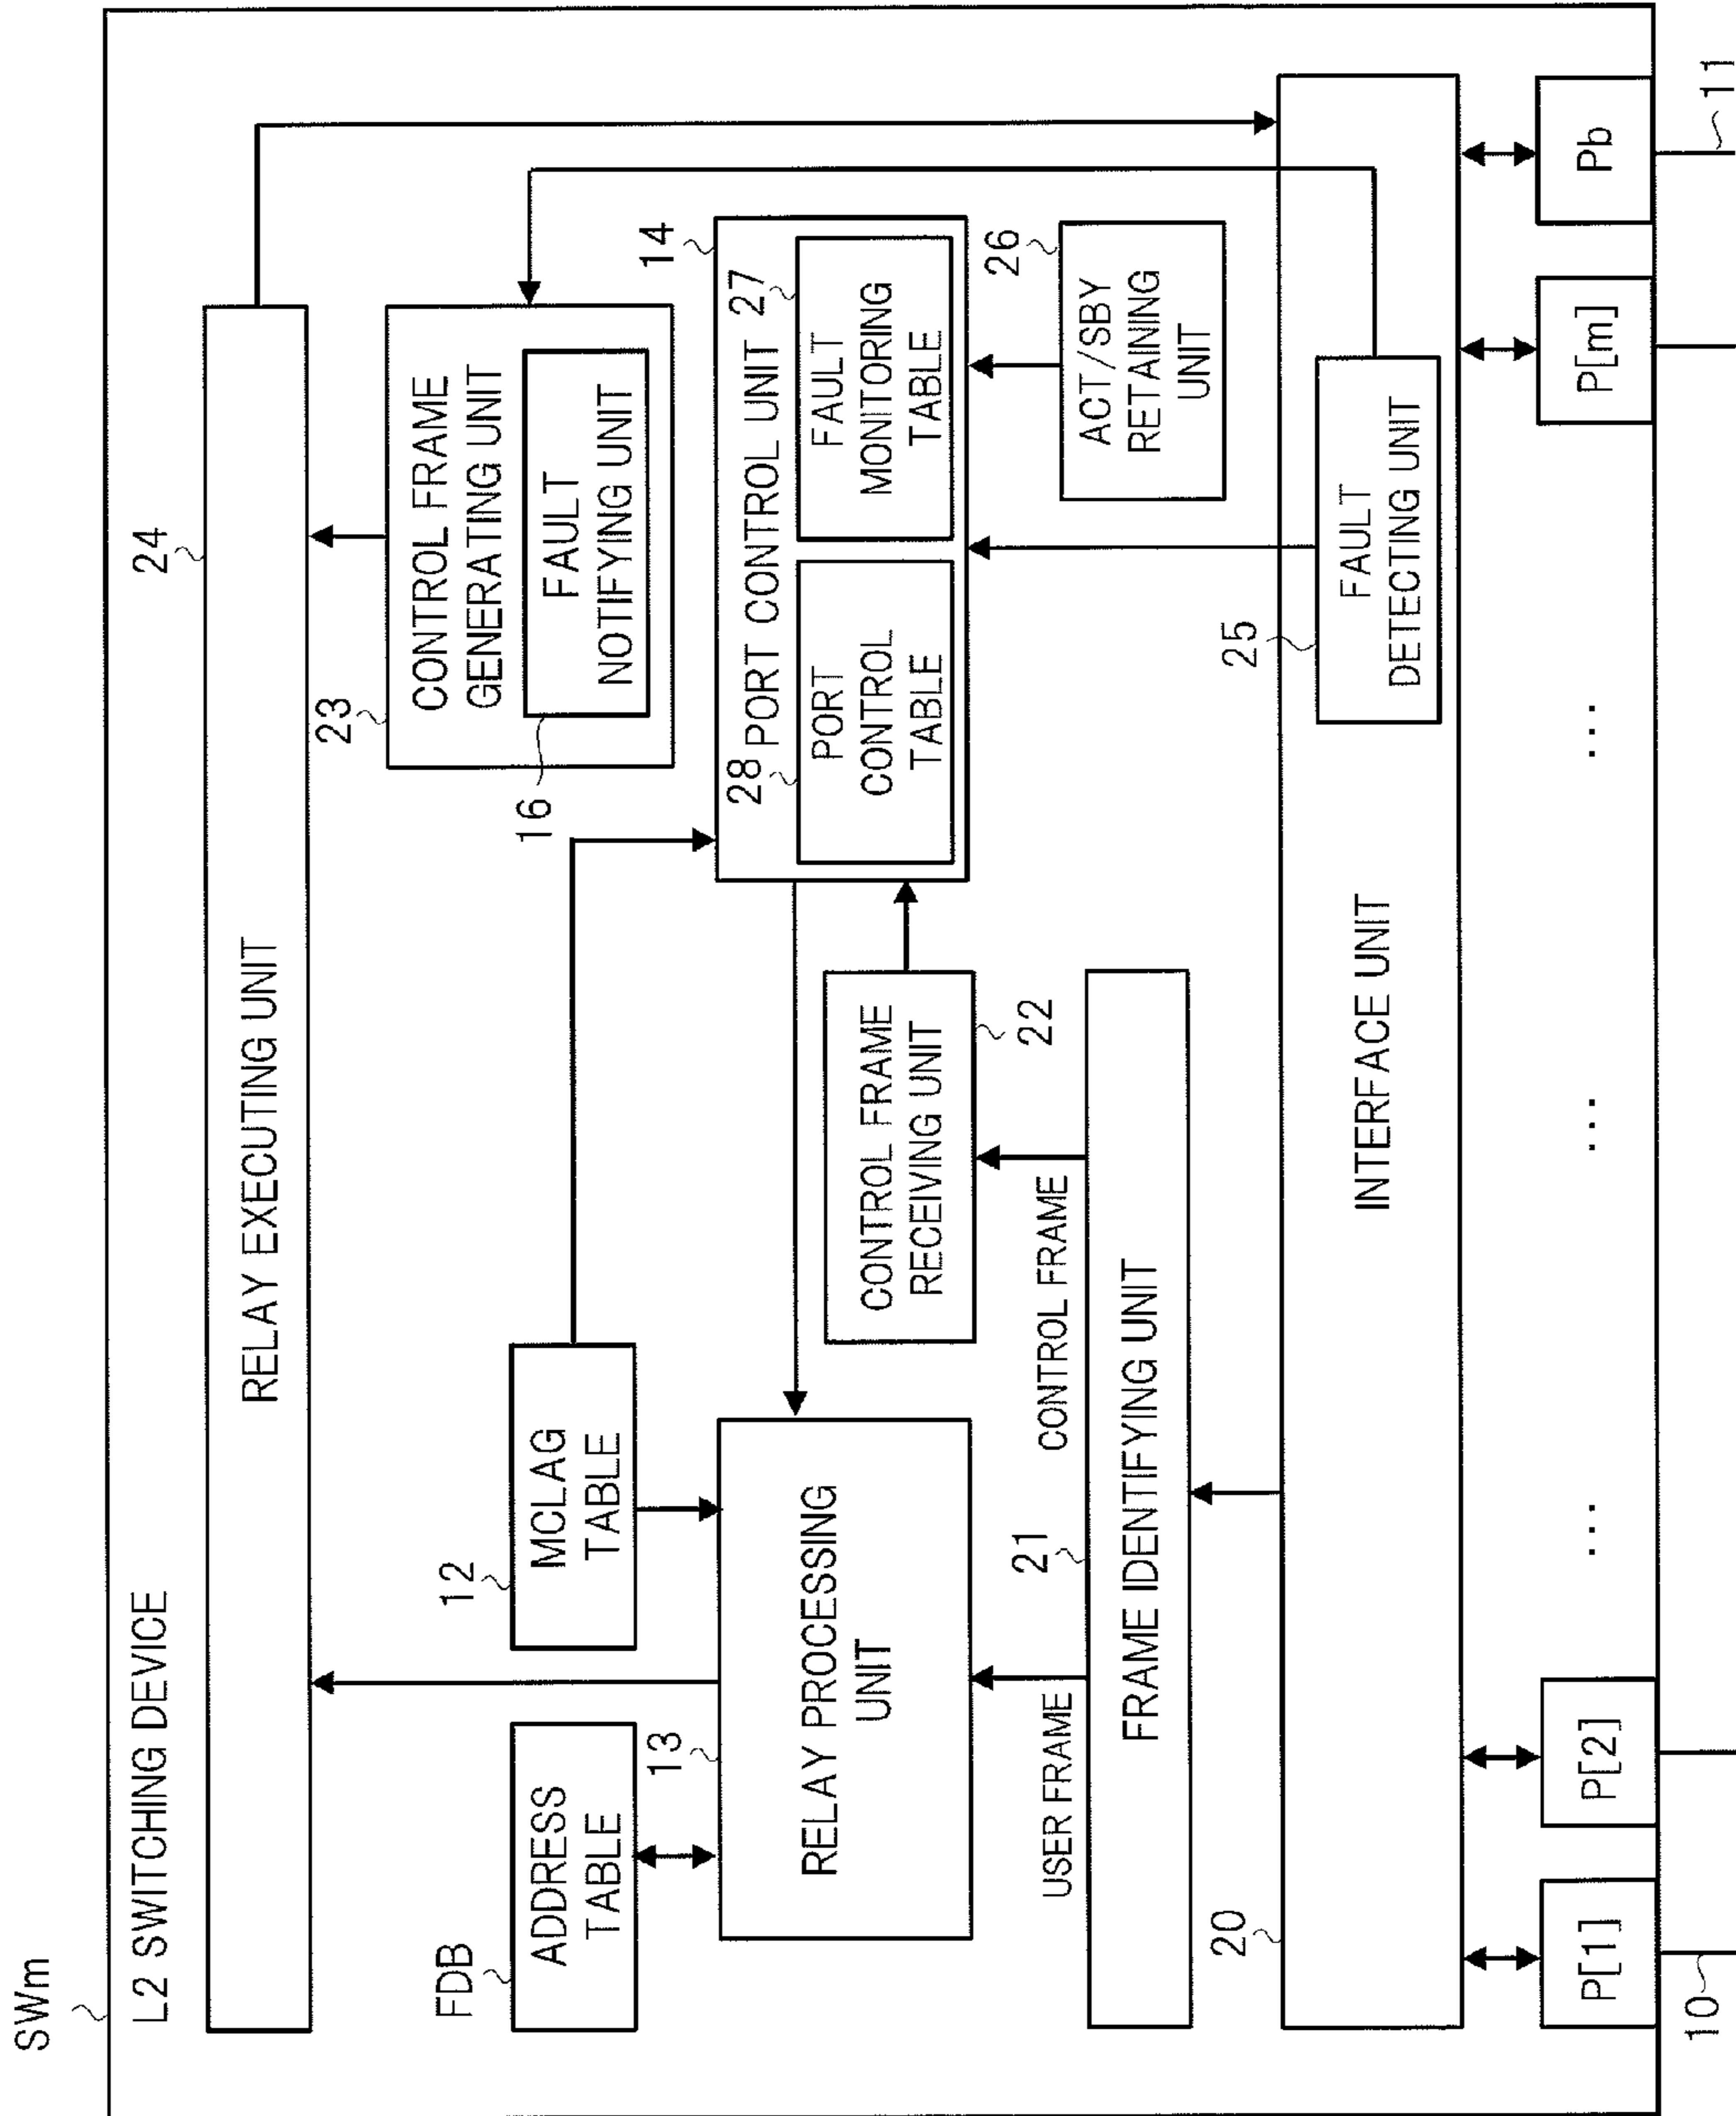 SWm
L2 SWITCHING DEVICE
24
RELAY EXECUTING UNIT
FDB
ADDRESS
TABLE
12
MCLAG
TABLE
23
CONTROL FRAME
GENERATING UNIT
16
FAULT
NOTIFYING UNIT
13
RELAY PROCESSING
UNIT
14
PORT CONTROL UNIT
28
PORT
CONTROL
TABLE
27
FAULT
MONITORING
TABLE
CONTROL FRAME
RECEIVING UNIT
22
26
ACT/SBY
RETAINING
UNIT
USER FRAME
CONTROL FRAME
21
FRAME IDENTIFYING UNIT
20
INTERFACE UNIT
25
FAULT
DETECTING UNIT
P[1]
P[2]
...
...
...
P[m]
Pb
10
11